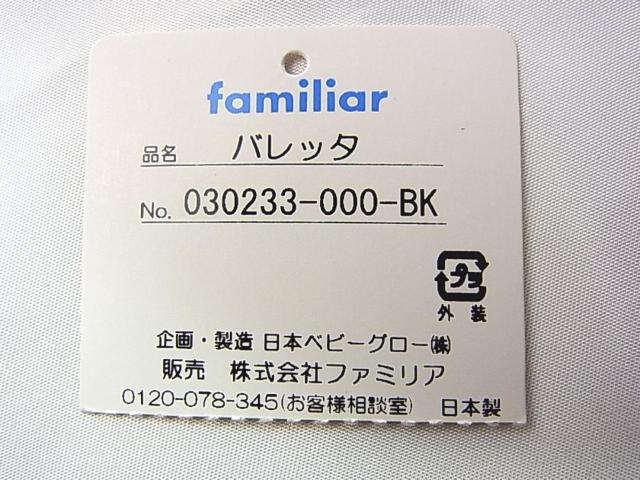 familiar
品名 バレッタ
No. 030233-000-BK
プラ
外装
企画・製造 日本ベビーグロー㈱
販売 株式会社ファミリア
0120-078-345(お客様相談室) 日本製